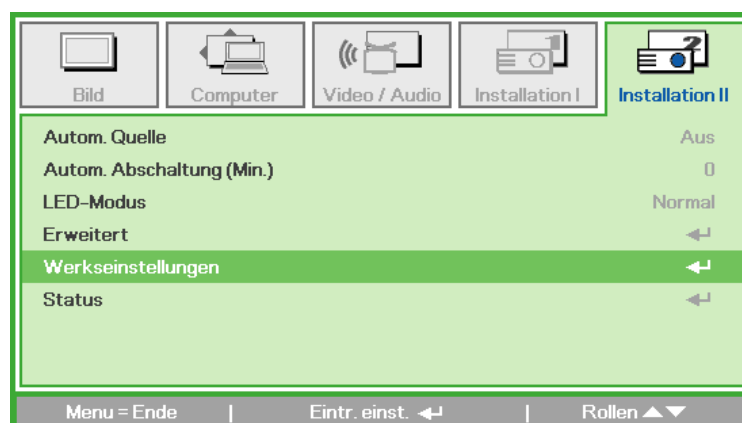 Bild
Computer
Video / Audio
Installation I
Installation II
Autom. Quelle Aus
Autom. Abschaltung (Min.) 0
LED-Modus Normal
Erweitert
Werkseinstellungen
Status
Menu = Ende | Eintr. einst. | Rollen